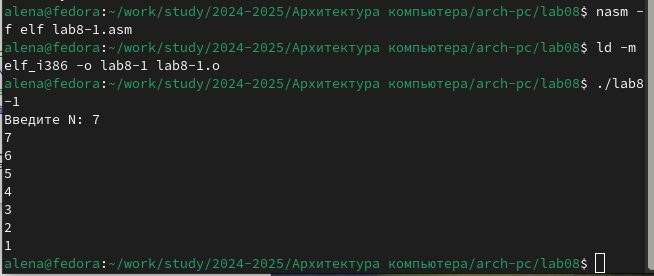 alena@fedora:~/work/study/2024-2025/Архитектура компьютера/arch-pc/lab08$ nasm -
f elf lab8-1.asm
alena@fedora:~/work/study/2024-2025/Архитектура компьютера/arch-pc/lab08$ ld -m
elf_i386 -o lab8-1 lab8-1.o
alena@fedora:~/work/study/2024-2025/Архитектура компьютера/arch-pc/lab08$ ./lab8
-1
Введите N: 7
7
6
5
4
3
2
1
alena@fedora:~/work/study/2024-2025/Архитектура компьютера/arch-pc/lab08$